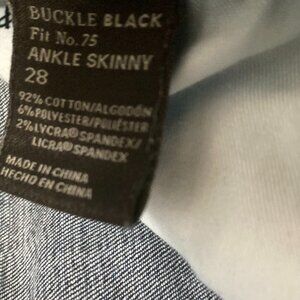 BUCKLE BLACK
Fit No.75
ANKLE SKINNY
28
92% COTTON/ALGODÓN
6%POLYESTER/POLIÉSTER
2%LYCRA®SPANDEX/
LICRA®SPANDEX
MADE IN CHINA
HECHO EN CHINA